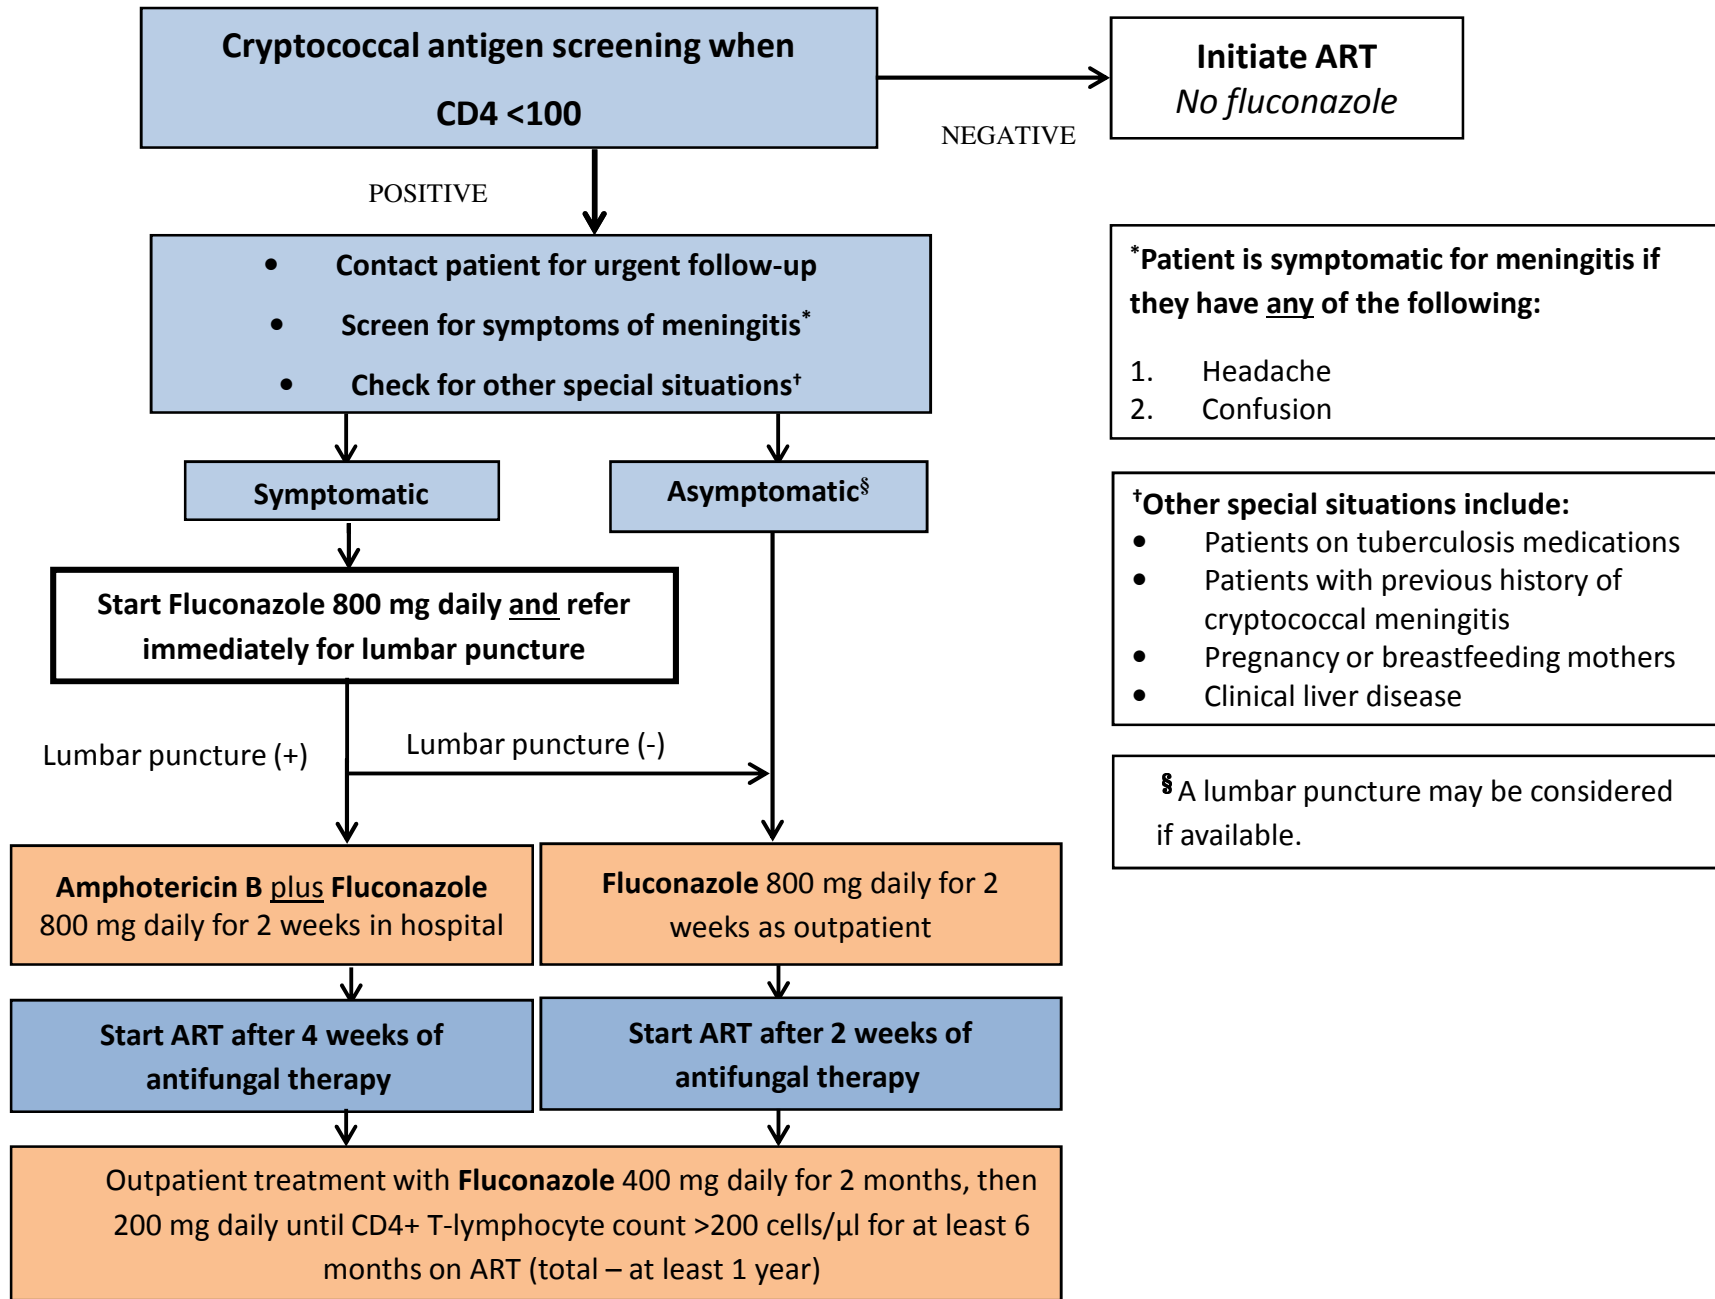 Cryptococcal antigen screening when
CD4 <100
Initiate ART
No fluconazole
NEGATIVE
POSITIVE
• Contact patient for urgent follow-up
• Screen for symptoms of meningitis*
• Check for other special situations†
*Patient is symptomatic for meningitis if
they have any of the following:
1. Headache
2. Confusion
Symptomatic
Asymptomatic§
†Other special situations include:
• Patients on tuberculosis medications
• Patients with previous history of
cryptococcal meningitis
• Pregnancy or breastfeeding mothers
• Clinical liver disease
Start Fluconazole 800 mg daily and refer
immediately for lumbar puncture
Lumbar puncture (+)
Lumbar puncture (-)
§ A lumbar puncture may be considered
if available.
Amphotericin B plus Fluconazole
800 mg daily for 2 weeks in hospital
Fluconazole 800 mg daily for 2
weeks as outpatient
Start ART after 4 weeks of
antifungal therapy
Start ART after 2 weeks of
antifungal therapy
Outpatient treatment with Fluconazole 400 mg daily for 2 months, then
200 mg daily until CD4+ T-lymphocyte count >200 cells/µl for at least 6
months on ART (total – at least 1 year)